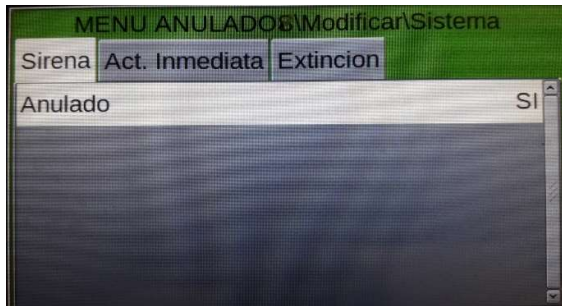 MENU ANULADOS\Modificar\Sistema
Sirena Act. Inmediata Extincion
Anulado SI